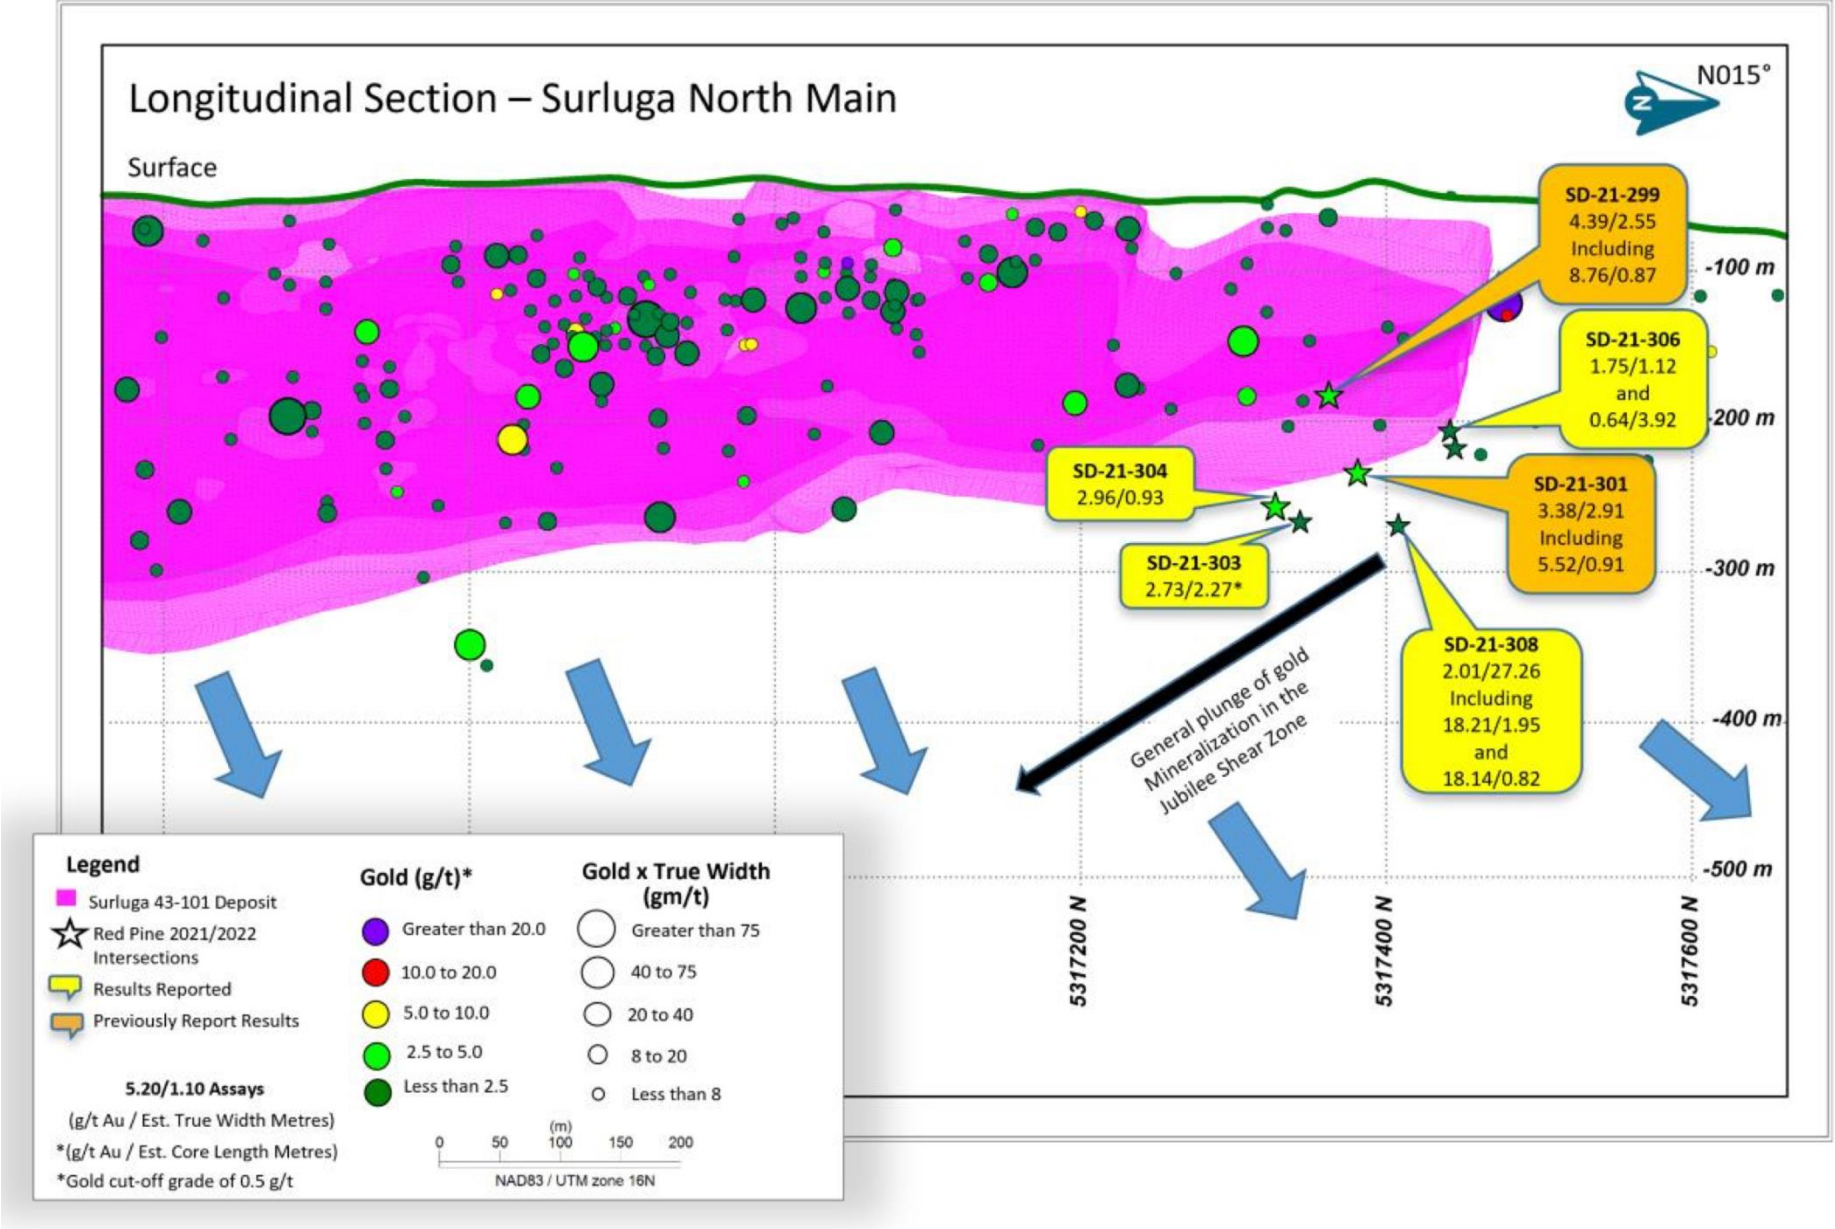 Longitudinal Section – Surluga North Main
N015°
N
Surface
SD-21-299
4.39/2.55
Including
8.76/0.87
-100 m
SD-21-306
1.75/1.12
and
0.64/3.92
-200 m
SD-21-304
2.96/0.93
SD-21-301
3.38/2.91
Including
5.52/0.91
SD-21-303
2.73/2.27*
-300 m
SD-21-308
2.01/27.26
Including
18.21/1.95
and
18.14/0.82
General plunge of gold
Mineralization in the
Jubilee Shear Zone
-400 m
-500 m
5317200 N
5317400 N
5317600 N
Legend
Surluga 43-101 Deposit
Red Pine 2021/2022
Intersections
Results Reported
Previously Report Results
5.20/1.10 Assays
(g/t Au / Est. True Width Metres)
*(g/t Au / Est. Core Length Metres)
*Gold cut-off grade of 0.5 g/t
Gold (g/t)*
Greater than 20.0
10.0 to 20.0
5.0 to 10.0
2.5 to 5.0
Less than 2.5
Gold x True Width
(gm/t)
Greater than 75
40 to 75
20 to 40
8 to 20
Less than 8
(m)
0 50 100 150 200
NAD83 / UTM zone 16N